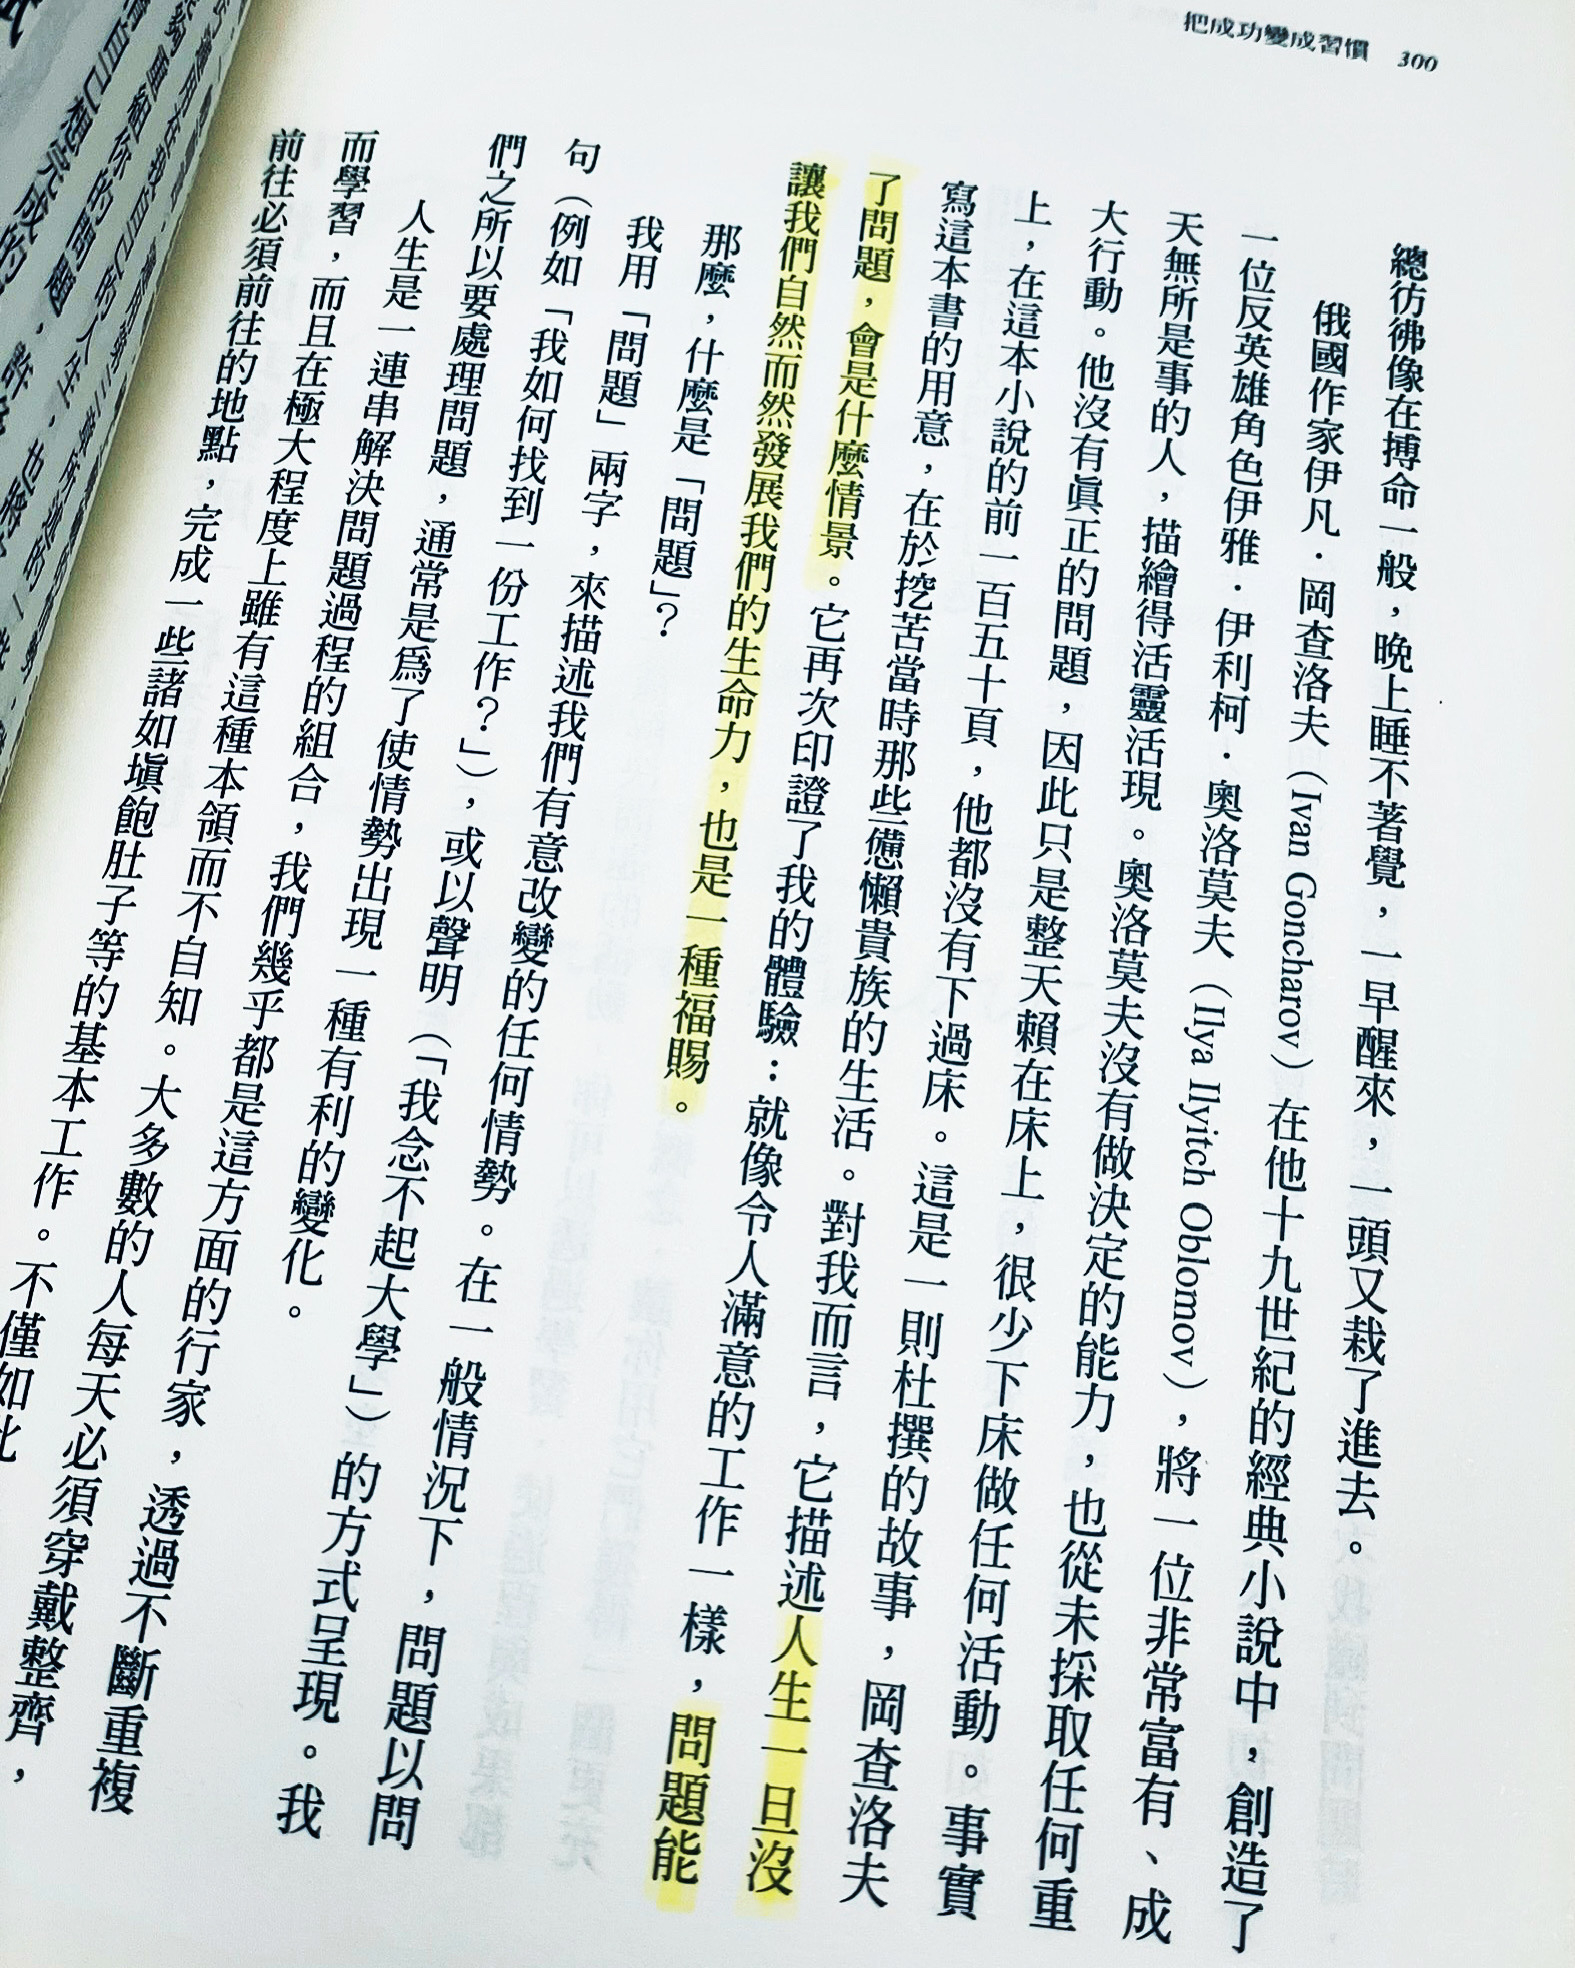 把成功變成習慣 300
總彷彿像在搏命一般，晚上睡不著覺，一早醒來，一頭又栽了進去。
俄國作家伊凡．岡查洛夫（Ivan Goncharov）在他十九世紀的經典小說中，創造了
一位反英雄角色伊雅．伊利柯．奧洛莫夫（Ilya Ilyitch Oblomov），將一位非常富有、成
天無所是事的人，描繪得活靈活現。奧洛莫夫沒有做決定的能力，也從未採取任何重
大行動。他沒有真正的問題，因此只是整天賴在床上，很少下床做任何活動。事實
上，在這本小說的前一百五十頁，他都沒有下過床。這是一則杜撰的故事，岡查洛夫
寫這本書的用意，在於挖苦當時那些憊懶貴族的生活。對我而言，它描述人生一旦沒
了問題，會是什麼情景。它再次印證了我的體驗：就像令人滿意的工作一樣，問題能
讓我們自然而然發展我們的生命力，也是一種福賜。
那麼，什麼是「問題」？
我用「問題」兩字，來描述我們有意改變的任何情勢。在一般情況下，問題以問
句（例如「我如何找到一份工作？」），或以聲明（「我念不起大學」）的方式呈現。我
們之所以要處理問題，通常是為了使情勢出現一種有利的變化。
人生是一連串解決問題過程的組合，我們幾乎都是這方面的行家，透過不斷重複
而學習，而且在極大程度上雖有這種本領而不自知。大多數的人每天必須穿戴整齊，
前往必須前往的地點，完成一些諸如填飽肚子等的基本工作。不僅如此